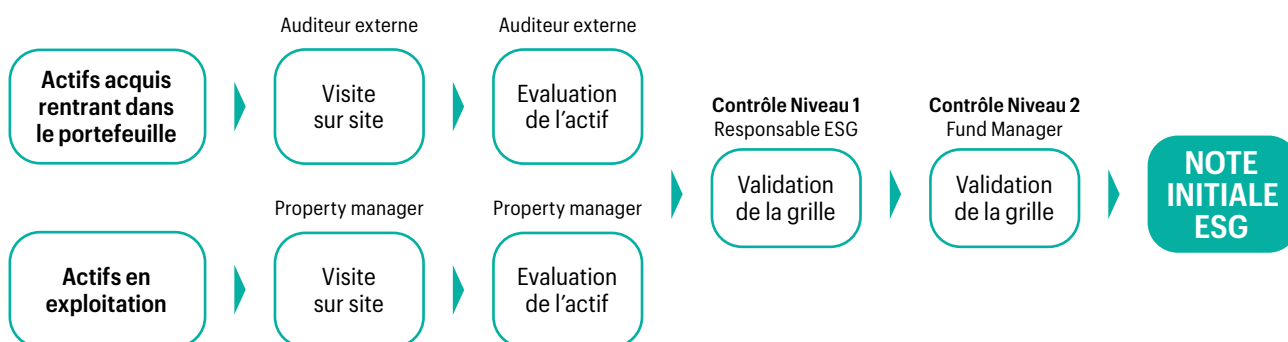 Auditeur externe
Auditeur externe
Actifs acquis
rentrant dans
le portefeuille
Visite
sur site
Evaluation
de l'actif
Property manager
Property manager
Actifs en
exploitation
Visite
sur site
Evaluation
de l'actif
Contrôle Niveau 1
Responsable ESG
Validation
de la grille
Contrôle Niveau 2
Fund Manager
Validation
de la grille
NOTE
INITIALE
ESG